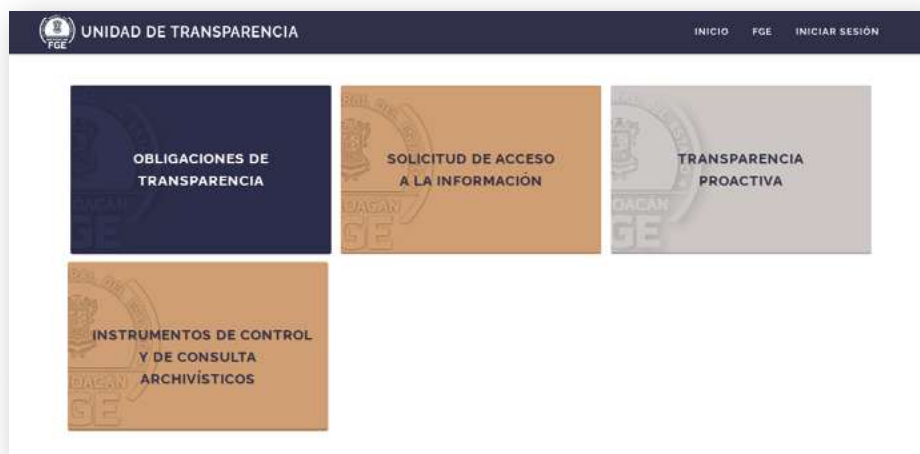 FGE
UNIDAD DE TRANSPARENCIA
INICIO FGE INICIAR SESIÓN
OBLIGACIONES DE
TRANSPARENCIA
SOLICITUD DE ACCESO
A LA INFORMACIÓN
TRANSPARENCIA
PROACTIVA
INSTRUMENTOS DE CONTROL
Y DE CONSULTA
ARCHIVÍSTICOS